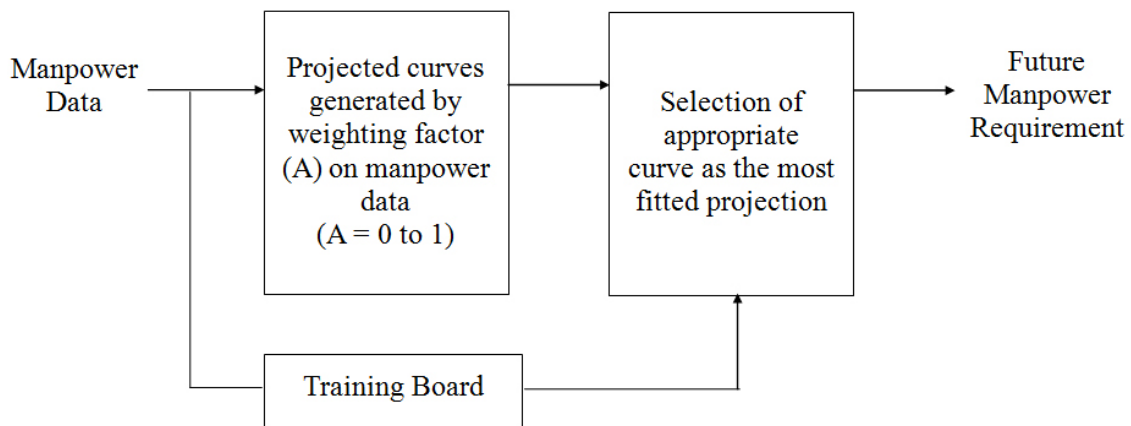 Manpower
Data
Projected curves
generated by
weighting factor
(A) on manpower
data
(A = 0 to 1)
Selection of
appropriate
curve as the most
fitted projection
Future
Manpower
Requirement
Training Board